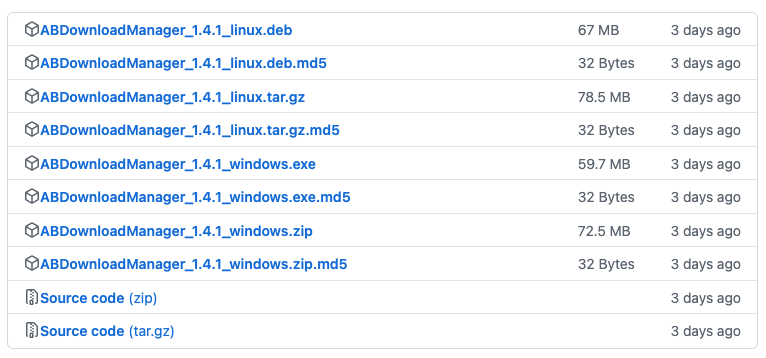 ABDownloadManager_1.4.1_linux.deb 67 MB 3 days ago
ABDownloadManager_1.4.1_linux.deb.md5 32 Bytes 3 days ago
ABDownloadManager_1.4.1_linux.tar.gz 78.5 MB 3 days ago
ABDownloadManager_1.4.1_linux.tar.gz.md5 32 Bytes 3 days ago
ABDownloadManager_1.4.1_windows.exe 59.7 MB 3 days ago
ABDownloadManager_1.4.1_windows.exe.md5 32 Bytes 3 days ago
ABDownloadManager_1.4.1_windows.zip 72.5 MB 3 days ago
ABDownloadManager_1.4.1_windows.zip.md5 32 Bytes 3 days ago
Source code (zip) 3 days ago
Source code (tar.gz) 3 days ago